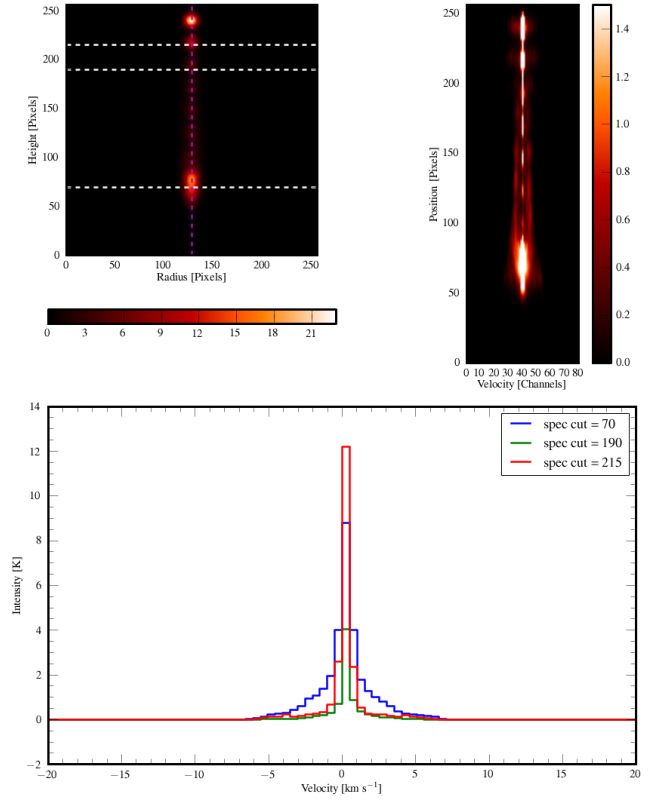 250
200
150
100
50
0
Height [Pixels]
0 50 100 150 200 250
Radius [Pixels]
0 3 6 9 12 15 18 21
250
200
150
100
50
0
Position [Pixels]
0 10 20 30 40 50 60 70 80
Velocity [Channels]
1.4
1.2
1.0
0.8
0.6
0.4
0.2
0.0
14
12
10
8
6
4
2
0
−2
Intensity [K]
spec cut = 70
spec cut = 190
spec cut = 215
−20 −15 −10 −5 0 5 10 15 20
Velocity [km s⁻¹]